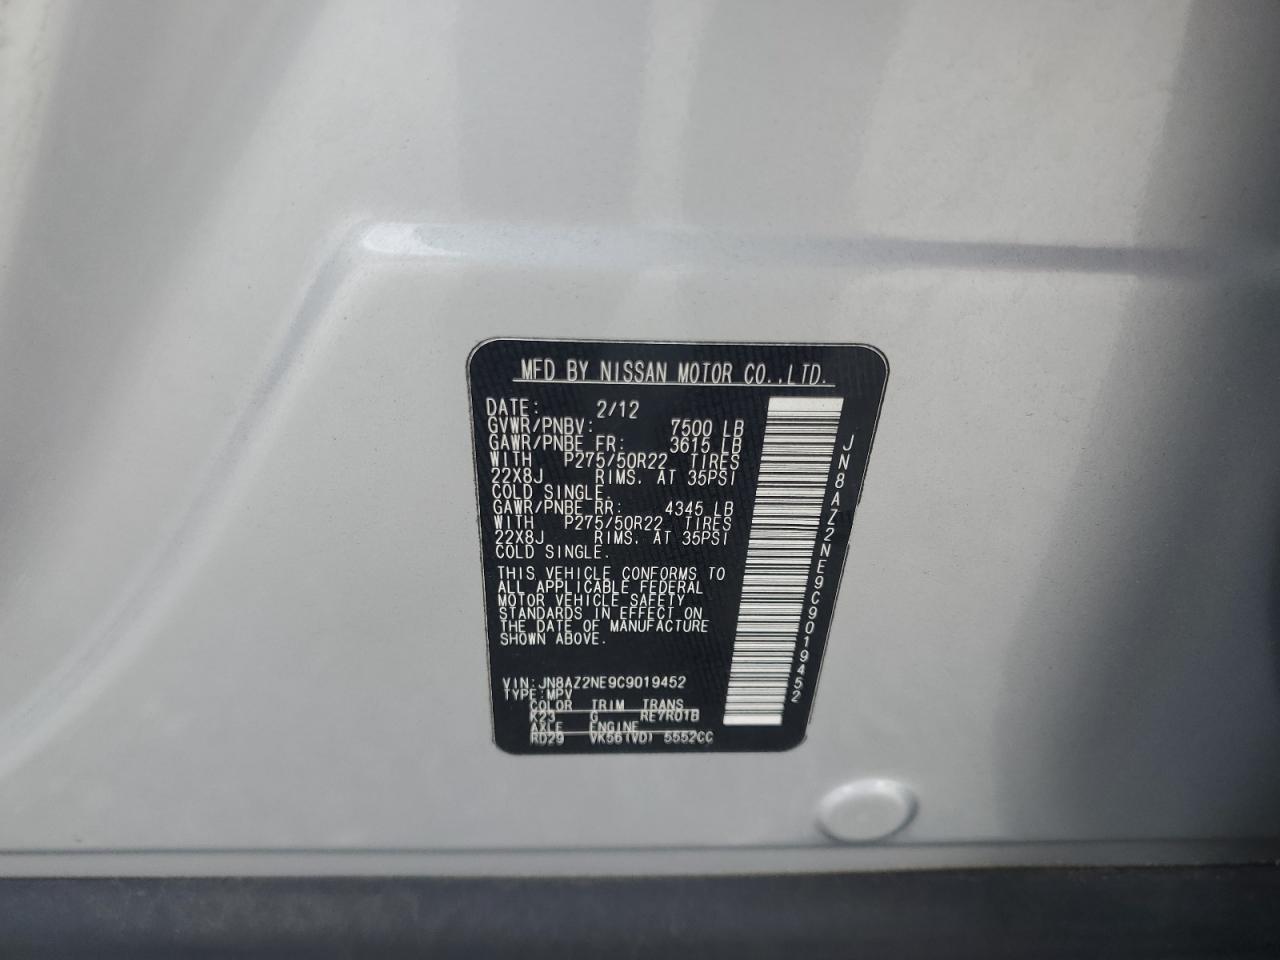 MFD BY NISSAN MOTOR CO.,LTD.
DATE: 2/12
GVWR/PNBV: 7500 LB
GAWR/PNBE FR: 3615 LB
WITH P275/50R22 TIRES
22X8J RIMS. AT 35PSI
COLD SINGLE.
GAWR/PNBE RR: 4345 LB
WITH P275/50R22 TIRES
22X8J RIMS. AT 35PSI
COLD SINGLE.
THIS VEHICLE CONFORMS TO
ALL APPLICABLE FEDERAL
MOTOR VEHICLE SAFETY
STANDARDS IN EFFECT ON
THE DATE OF MANUFACTURE
SHOWN ABOVE.
VIN:JN8AZ2NE9C9019452
TYPE:MPV
COLOR TRIM TRANS
K23 G RE7R01B
AXLE ENGINE
RD29 VK56(VD) 5552CC
JN8AZ2NE9C9019452